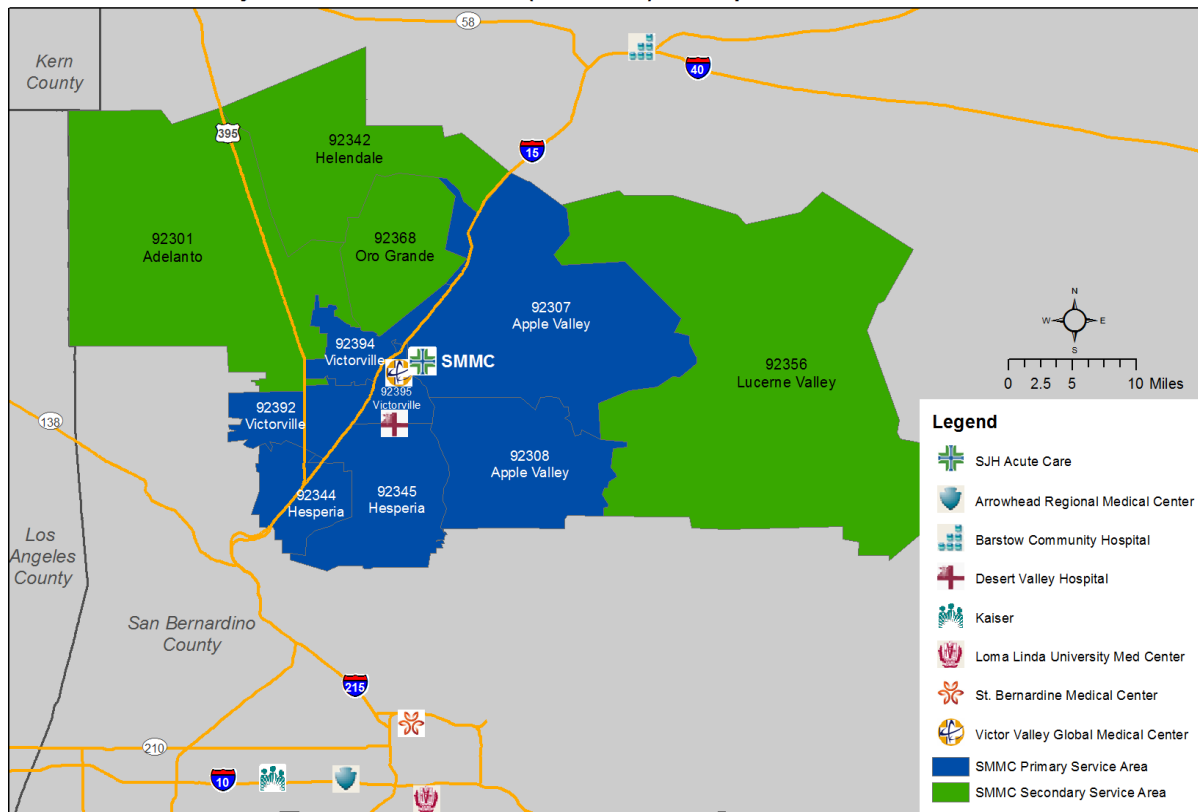 58
Kern
County
40
395
92342
Helendale
15
92301
Adelanto
92368
Oro Grande
92307
Apple Valley
N
W
E
S
92394
Victorville
SMMC
92356
Lucerne Valley
0 2.5 5 10 Miles
92395
Victorville
92392
Victorville
138
92308
Apple Valley
92344
Hesperia
92345
Hesperia
Los
Angeles
County
San Bernardino
County
215
210
10
Legend
SJH Acute Care
Arrowhead Regional Medical Center
Barstow Community Hospital
Desert Valley Hospital
Kaiser
Loma Linda University Med Center
St. Bernardine Medical Center
Victor Valley Global Medical Center
SMMC Primary Service Area
SMMC Secondary Service Area